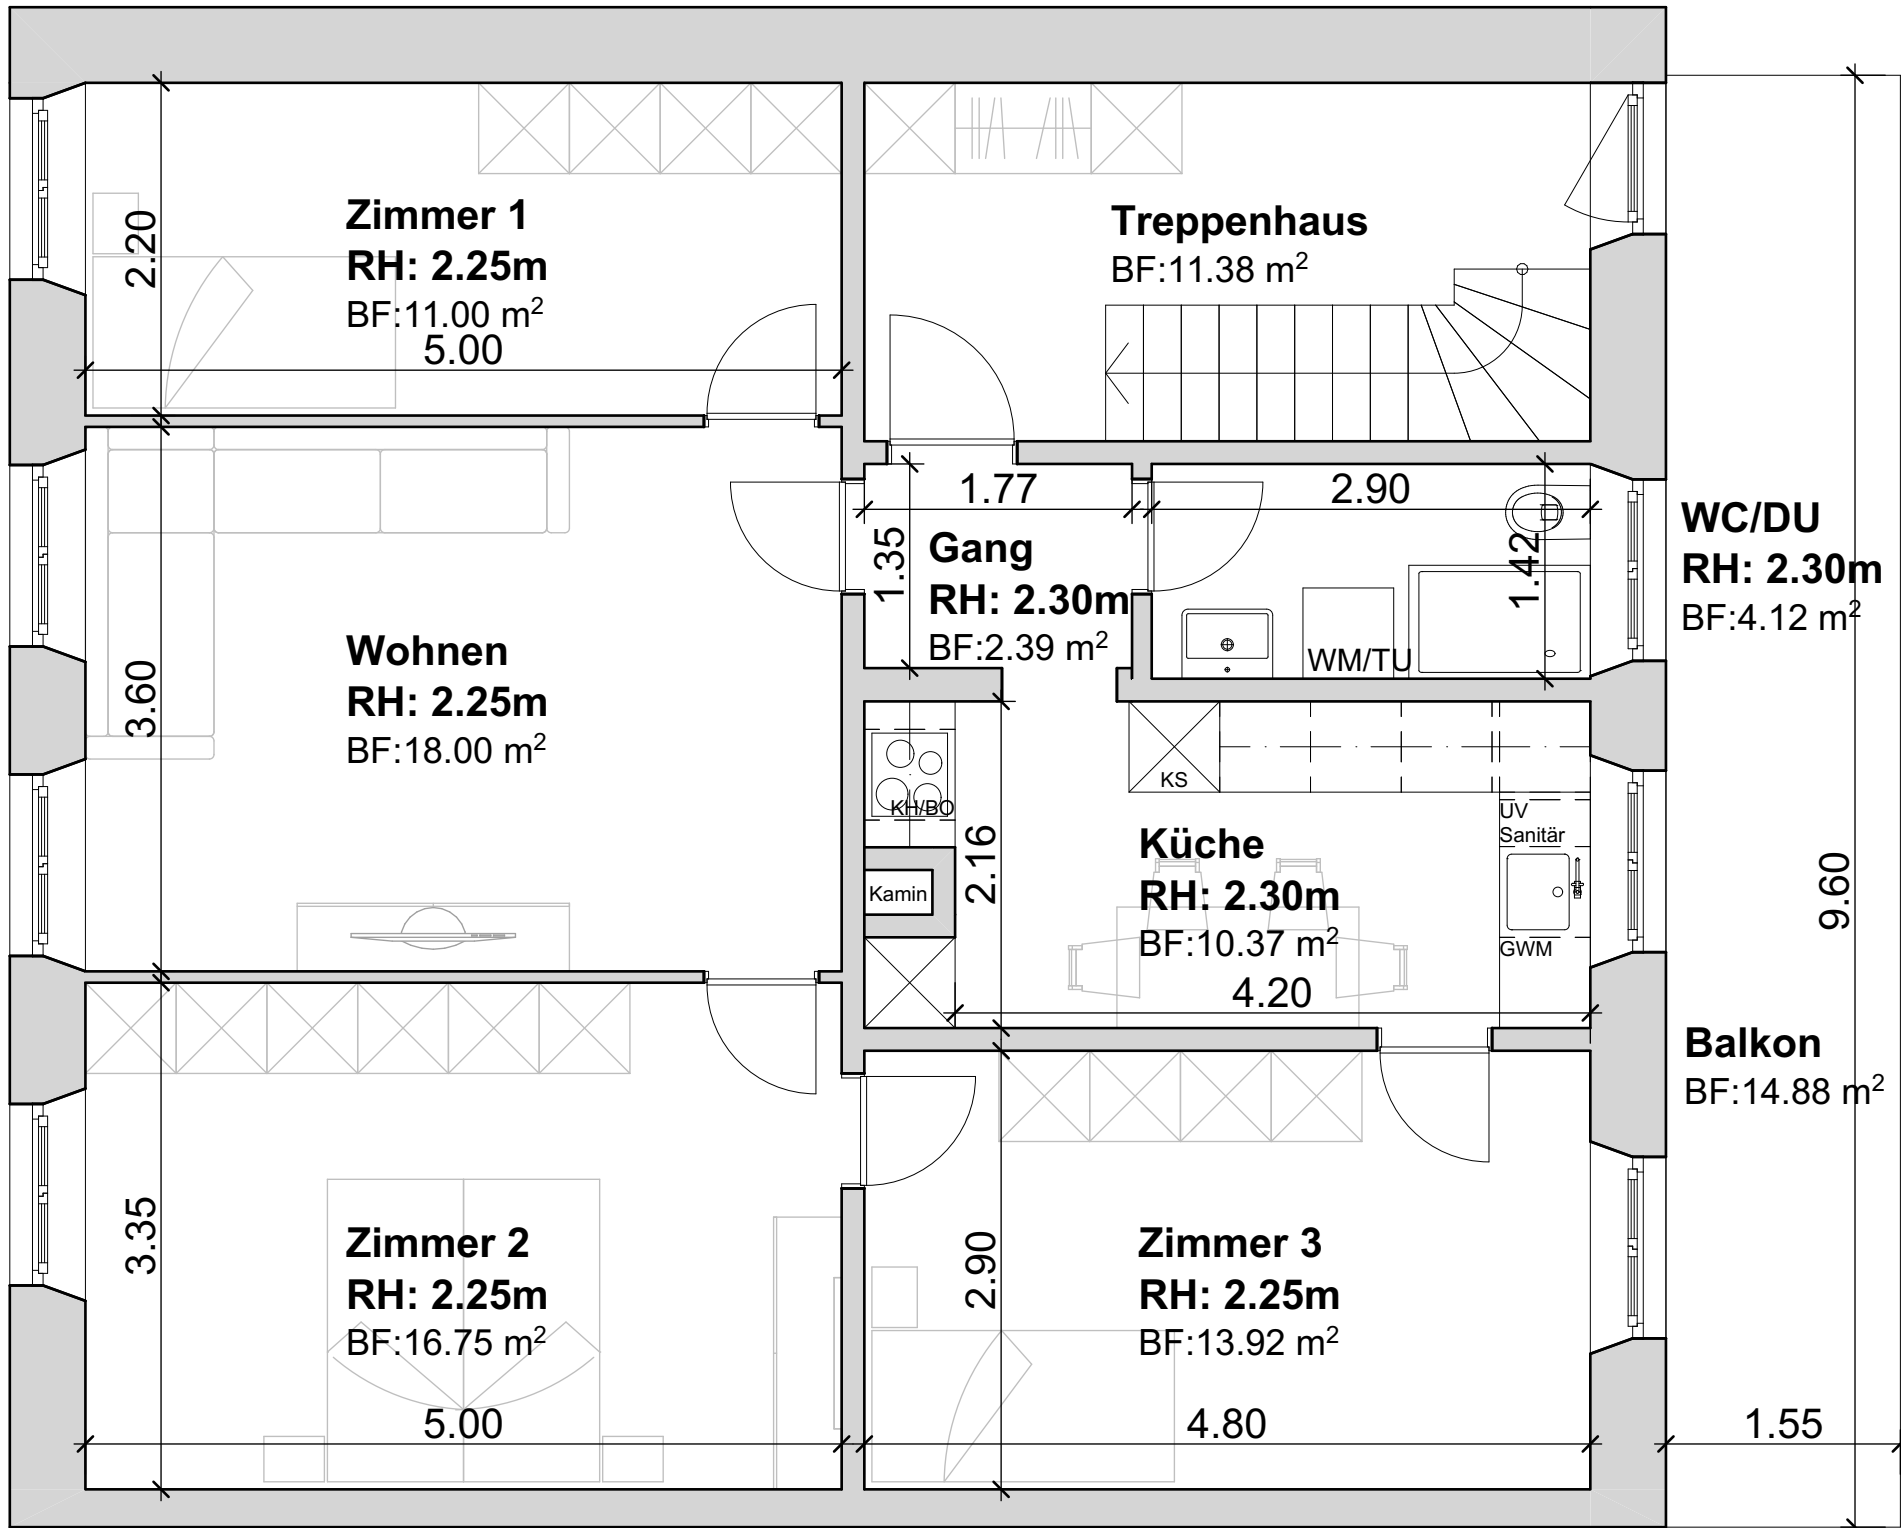 Zimmer 1
RH: 2.25m
BF:11.00 m²
5.00
2.20
Treppenhaus
BF:11.38 m²
1.77
2.90
1.35
Gang
RH: 2.30m
BF:2.39 m²
1.42
WM/TU
WC/DU
RH: 2.30m
BF:4.12 m²
Wohnen
RH: 2.25m
BF:18.00 m²
3.60
KH/BO
Kamin
KS
UV
Sanitär
GWM
2.16
Küche
RH: 2.30m
BF:10.37 m²
4.20
9.60
Balkon
BF:14.88 m²
3.35
Zimmer 2
RH: 2.25m
BF:16.75 m²
5.00
2.90
Zimmer 3
RH: 2.25m
BF:13.92 m²
4.80
1.55